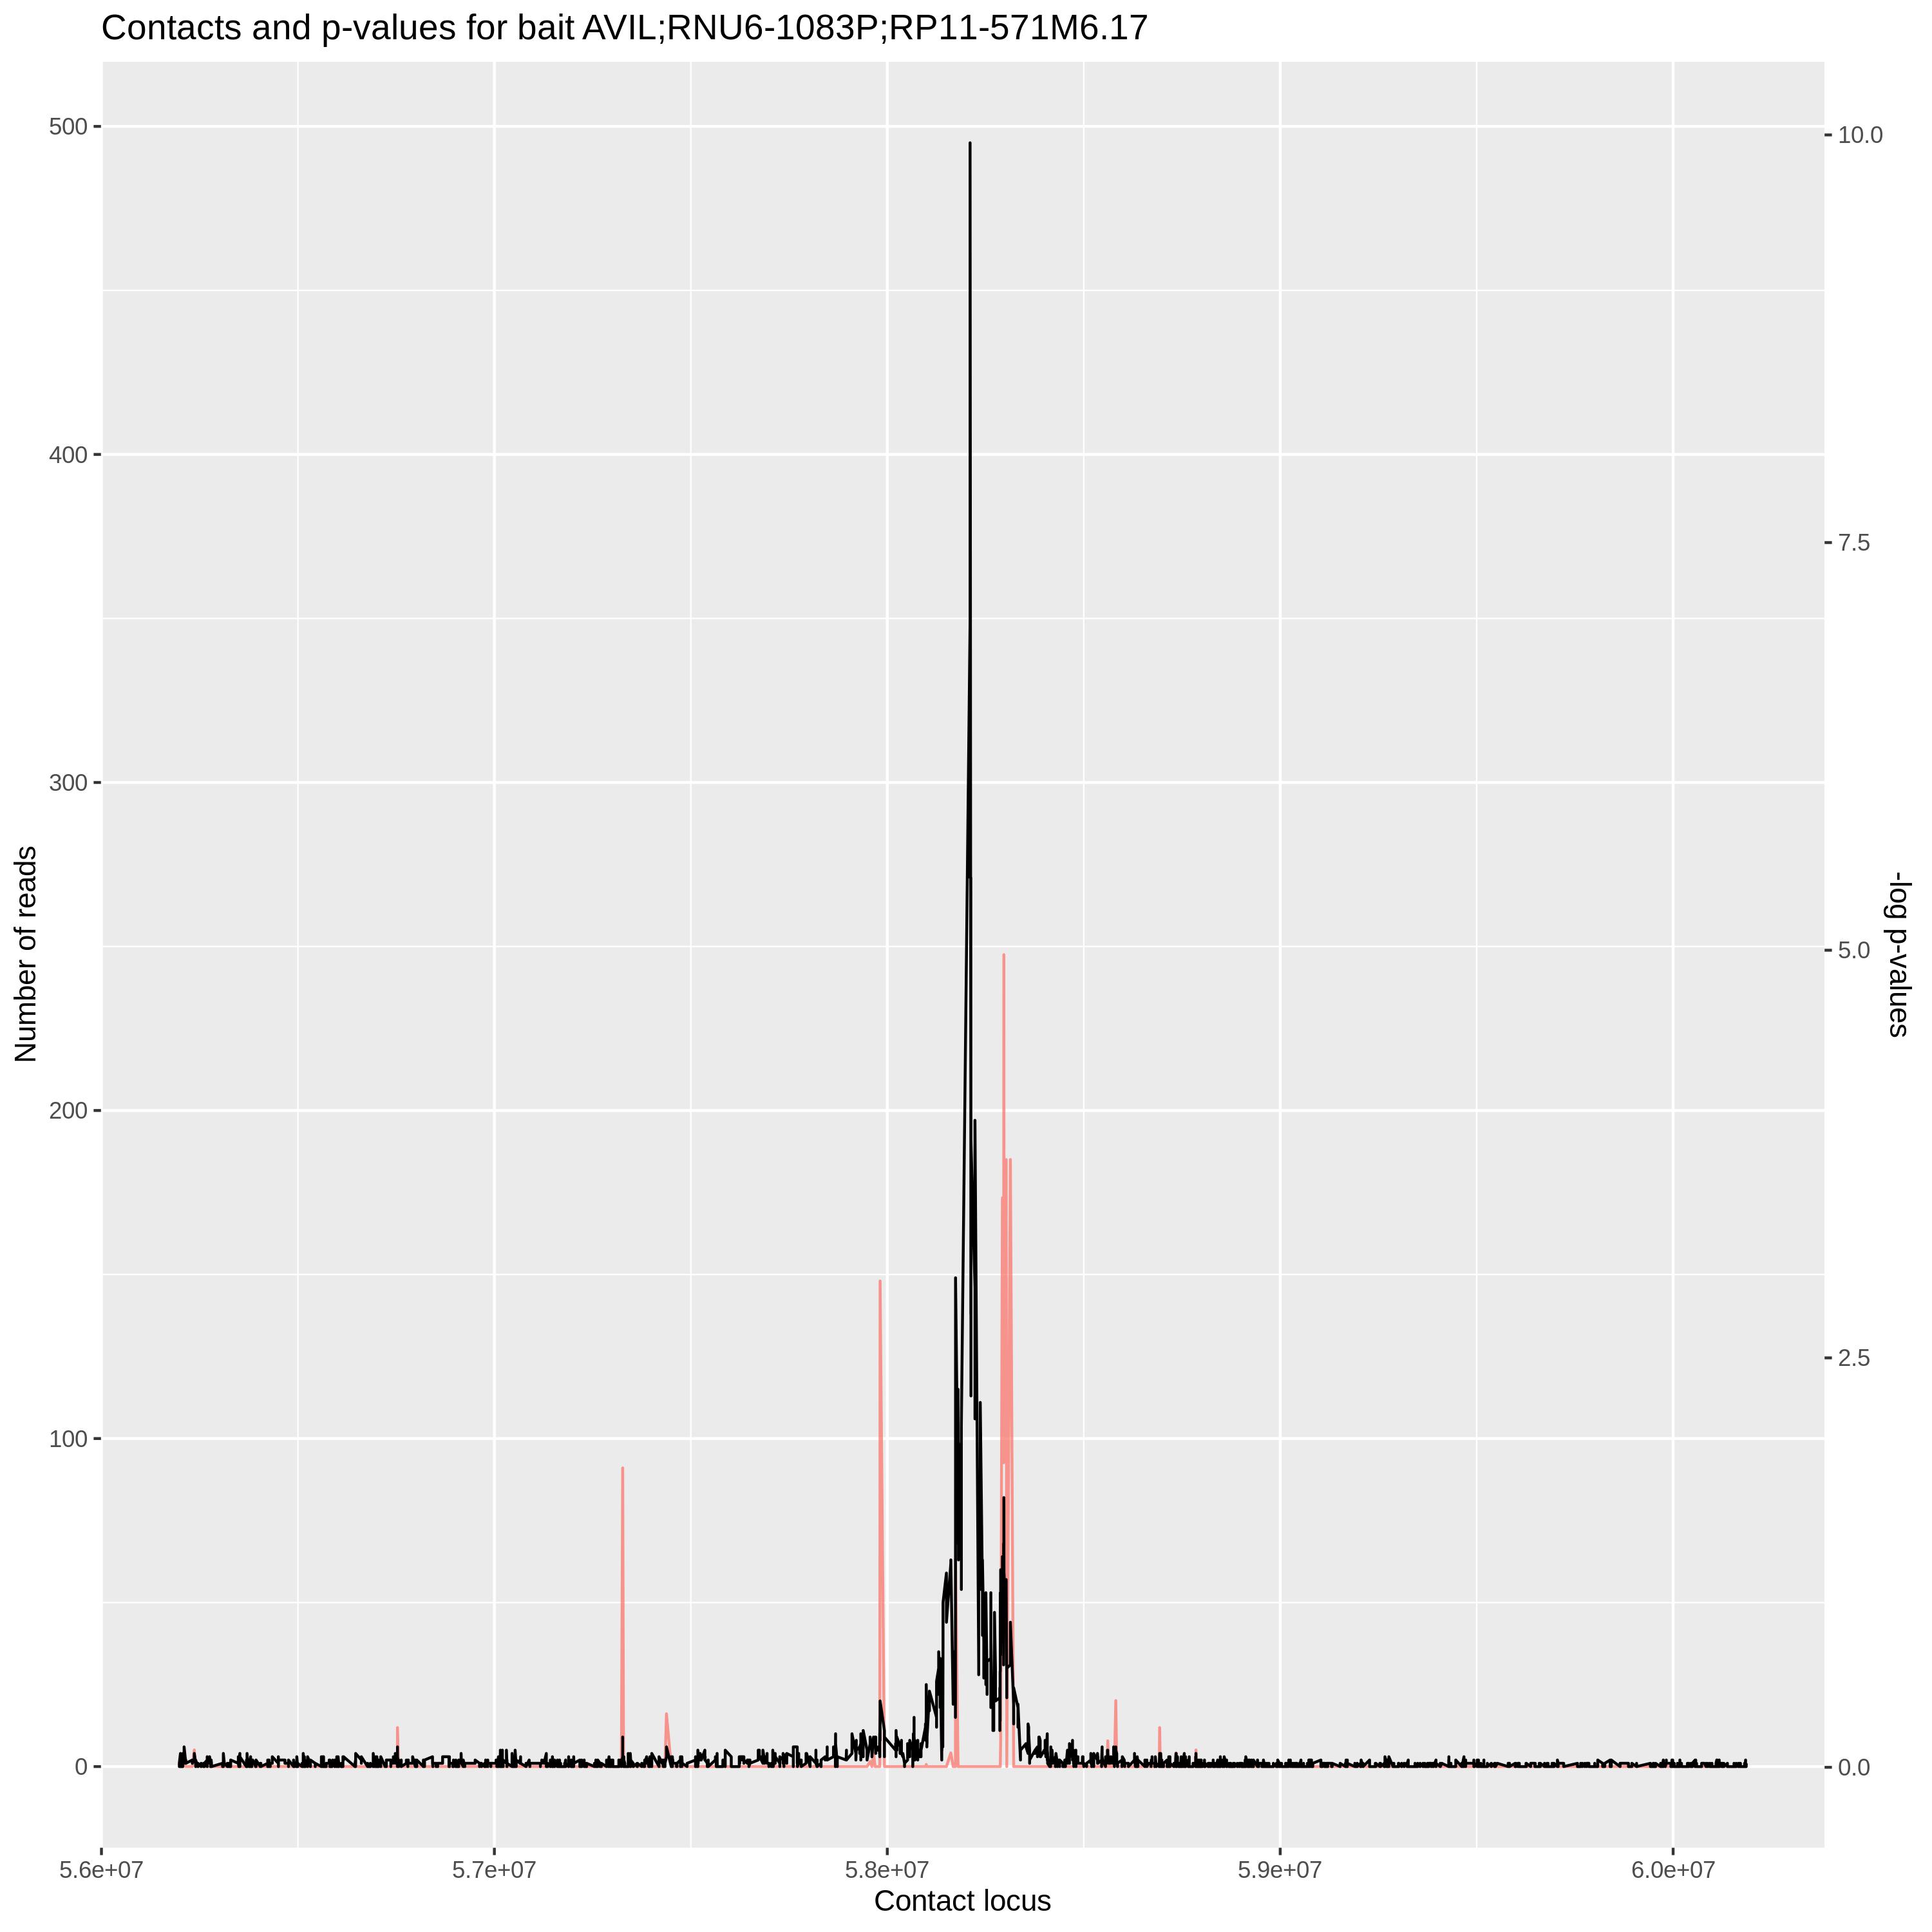 Contacts and p-values for bait AVIL;RNU6-1083P;RP11-571M6.17
500
400
300
200
100
0
Number of reads
10.0
7.5
5.0
2.5
0.0
-log p-values
5.6e+07
5.7e+07
5.8e+07
5.9e+07
6.0e+07
Contact locus